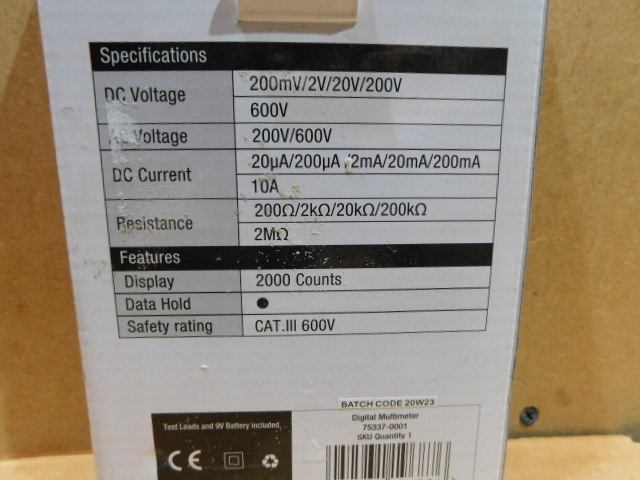 Specifications
DC Voltage 200mV/2V/20V/200V
600V
AC Voltage 200V/600V
DC Current 20µA/200µA /2mA/20mA/200mA
10A
Resistance 200Ω/2kΩ/20kΩ/200kΩ
2MΩ
Features
Display 2000 Counts
Data Hold ●
Safety rating CAT.III 600V
BATCH CODE 20W23
Test Leads and 9V Battery Included
Digital Multimeter
75337-0001
SKU Quantity 1
CE